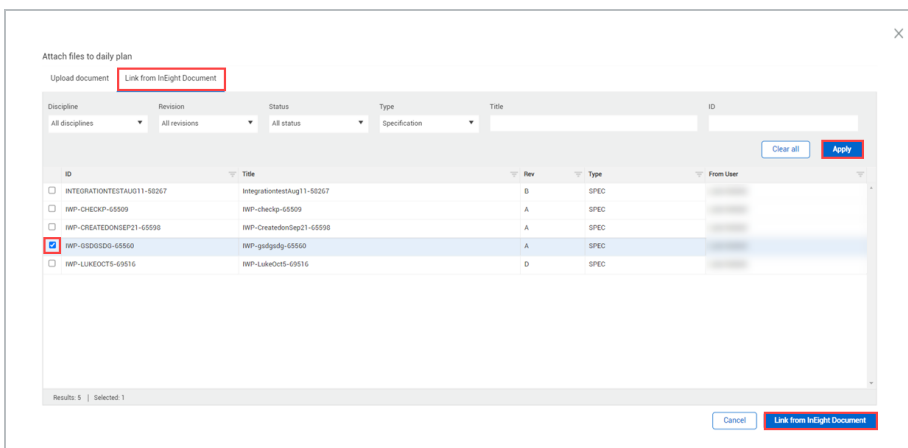 Attach files to daily plan
Upload document Link from InEight Document
Discipline Revision Status Type Title ID
All disciplines All revisions All status Specification
Clear all Apply
ID Title Rev Type From User
INTEGRATIONTESTAUG11-58267 IntegrationtestAug11-58267 B SPEC
IWP-CHECKP-65509 IWP-checkp-65509 A SPEC
IWP-CREATEDONSEP21-65598 IWP-CreatedonSep21-65598 A SPEC
IWP-GSDGSDG-65560 IWP-gsdgsdg-65560 A SPEC
IWP-LUKEOCT5-69516 IWP-LukeOct5-69516 D SPEC
Results: 5 | Selected: 1
Cancel Link from InEight Document